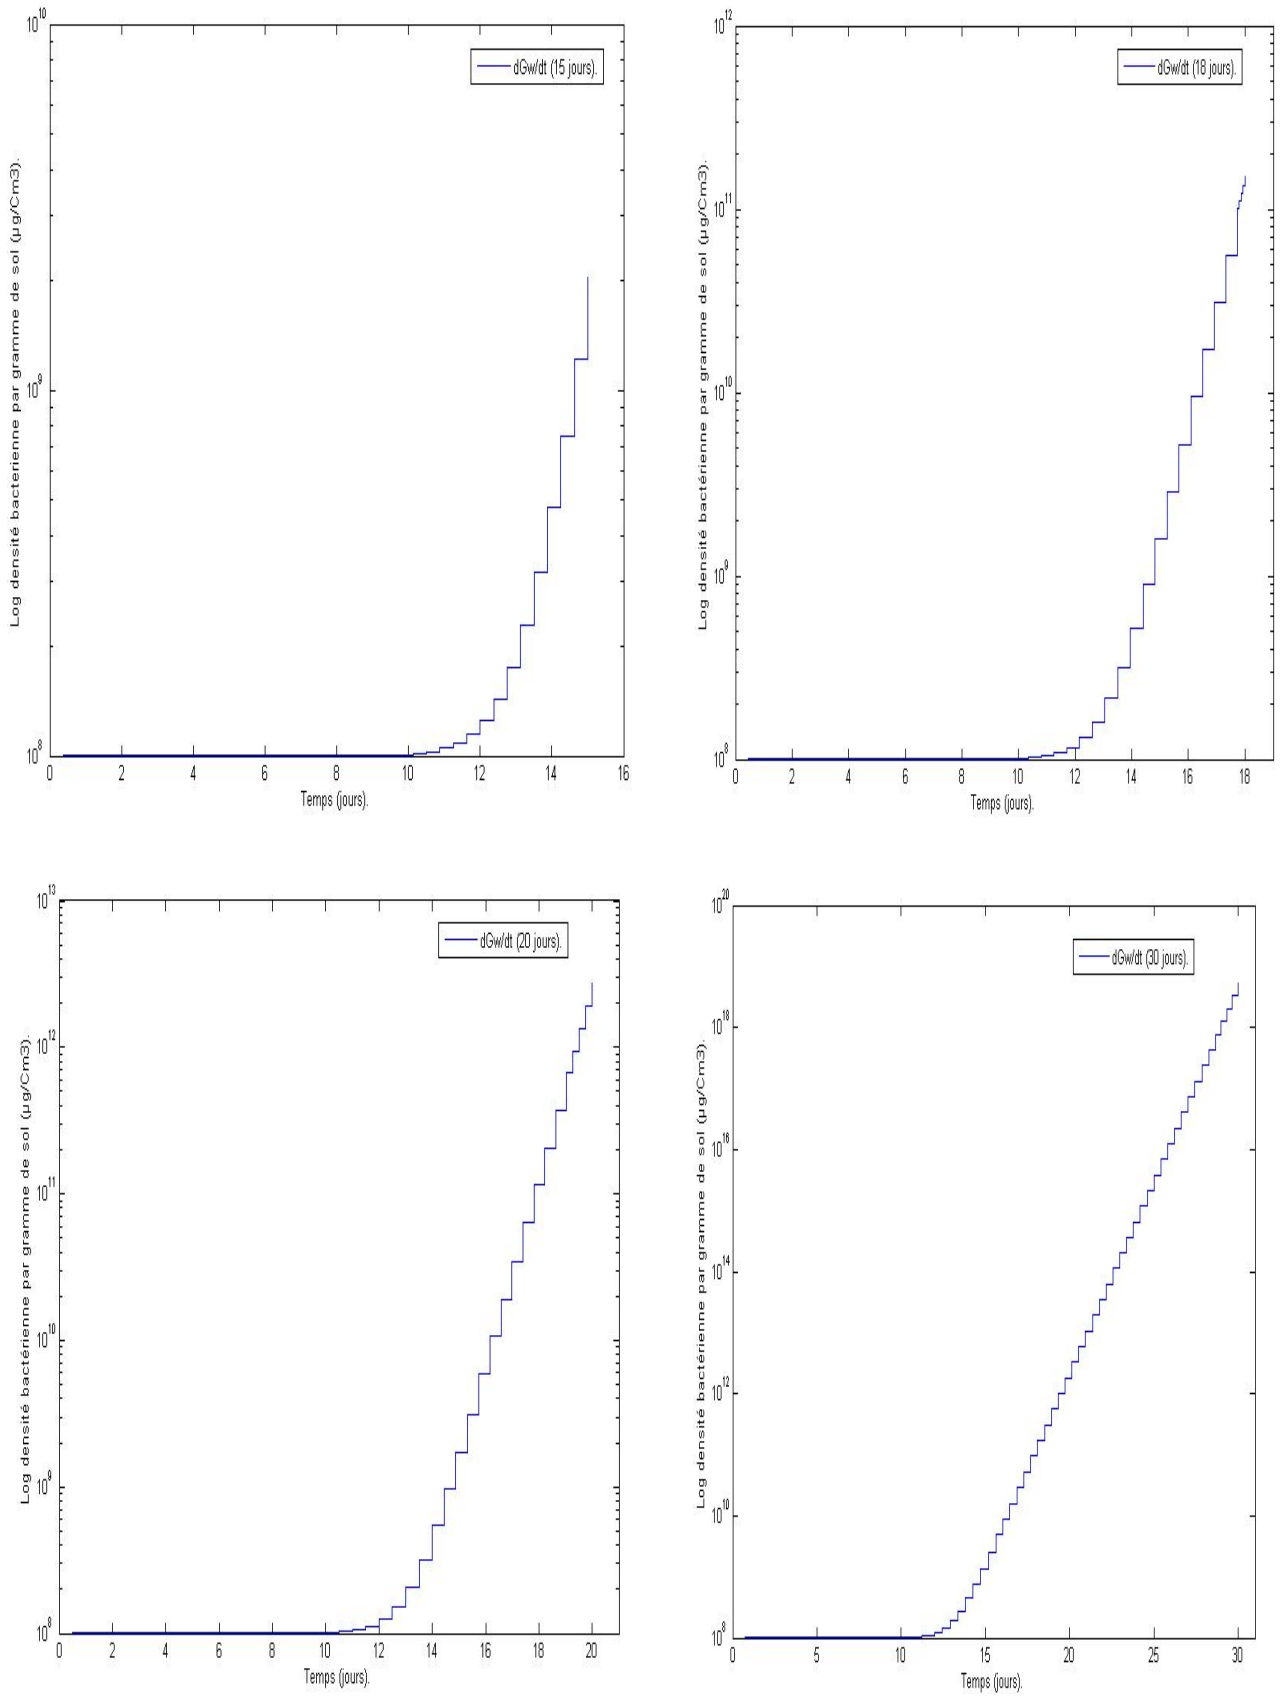 10^10
dGw/dt (15 jours).
10^9
10^8
Log densité bacterienne par gramme de sol (µg/Cm3).
0 2 4 6 8 10 12 14 16
Temps (jours).
10^12
dGw/dt (18 jours).
10^11
10^10
10^9
10^8
Log densité bactérienne par gramme de sol (µg/Cm3).
0 2 4 6 8 10 12 14 16 18
Temps (jours).
10^13
dGw/dt (20 jours).
10^12
10^11
10^10
10^9
10^8
Log densité bactérienne par gramme de sol (µg/Cm3).
0 2 4 6 8 10 12 14 16 18 20
Temps (jours).
10^20
dGw/dt (30 jours).
10^18
10^16
10^14
10^12
10^10
10^8
Log densité bactérienne par gramme de sol (µg/Cm3).
0 5 10 15 20 25 30
Temps (jours).